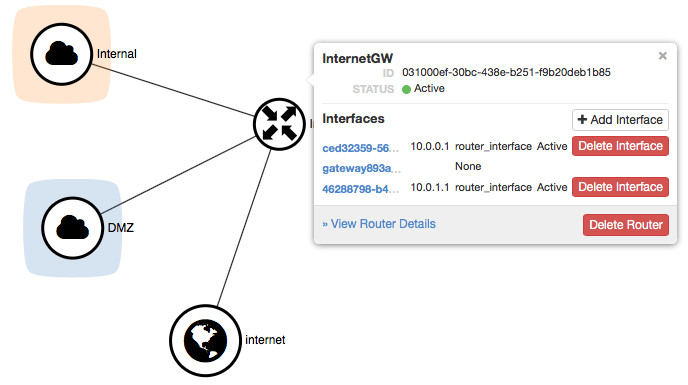 Internal
InternetGW
×
ID 031000ef-30bc-438e-b251-f9b20deb1b85
STATUS Active
Interfaces
+ Add Interface
ced32359-56... 10.0.0.1 router_interface Active Delete Interface
gateway893a... None
46288798-b4... 10.0.1.1 router_interface Active Delete Interface
» View Router Details
Delete Router
DMZ
internet